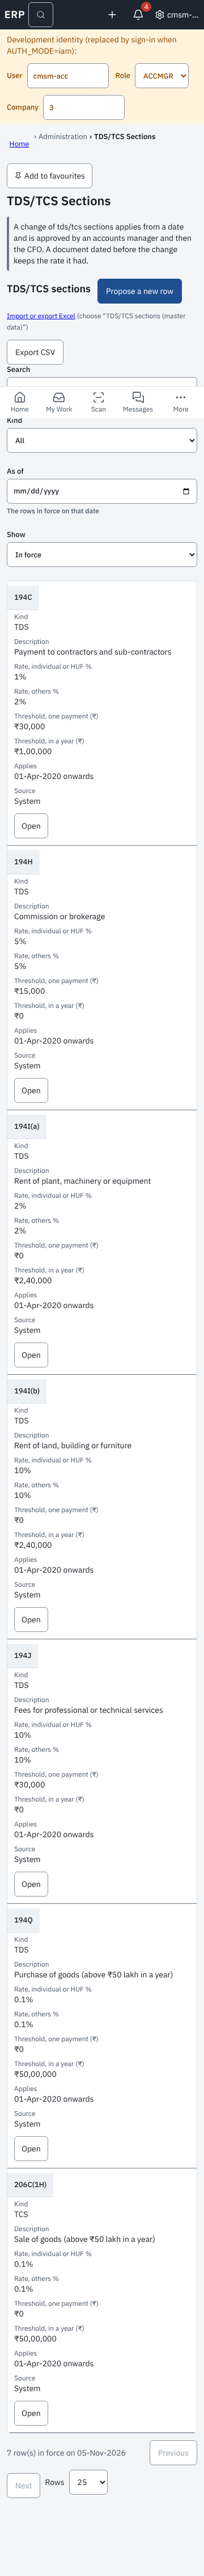 ERP
4
cmsm-...
Development identity (replaced by sign-in when
AUTH_MODE=iam):
User cmsm-acc Role ACCMGR
Company 3
› Administration › TDS/TCS Sections
Home
Add to favourites
TDS/TCS Sections
A change of tds/tcs sections applies from a date
and is approved by an accounts manager and then
the CFO. A document dated before the change
keeps the rate it had.
TDS/TCS sections Propose a new row
Import or export Excel (choose “TDS/TCS sections (master
data)”)
Export CSV
Search
Home My Work Scan Messages More
Kind
All
As of
mm/dd/yyyy
The rows in force on that date
Show
In force
194C
Kind
TDS
Description
Payment to contractors and sub-contractors
Rate, individual or HUF %
1%
Rate, others %
2%
Threshold, one payment (₹)
₹30,000
Threshold, in a year (₹)
₹1,00,000
Applies
01-Apr-2020 onwards
Source
System
Open
194H
Kind
TDS
Description
Commission or brokerage
Rate, individual or HUF %
5%
Rate, others %
5%
Threshold, one payment (₹)
₹15,000
Threshold, in a year (₹)
₹0
Applies
01-Apr-2020 onwards
Source
System
Open
194I(a)
Kind
TDS
Description
Rent of plant, machinery or equipment
Rate, individual or HUF %
2%
Rate, others %
2%
Threshold, one payment (₹)
₹0
Threshold, in a year (₹)
₹2,40,000
Applies
01-Apr-2020 onwards
Source
System
Open
194I(b)
Kind
TDS
Description
Rent of land, building or furniture
Rate, individual or HUF %
10%
Rate, others %
10%
Threshold, one payment (₹)
₹0
Threshold, in a year (₹)
₹2,40,000
Applies
01-Apr-2020 onwards
Source
System
Open
194J
Kind
TDS
Description
Fees for professional or technical services
Rate, individual or HUF %
10%
Rate, others %
10%
Threshold, one payment (₹)
₹30,000
Threshold, in a year (₹)
₹0
Applies
01-Apr-2020 onwards
Source
System
Open
194Q
Kind
TDS
Description
Purchase of goods (above ₹50 lakh in a year)
Rate, individual or HUF %
0.1%
Rate, others %
0.1%
Threshold, one payment (₹)
₹0
Threshold, in a year (₹)
₹50,00,000
Applies
01-Apr-2020 onwards
Source
System
Open
206C(1H)
Kind
TCS
Description
Sale of goods (above ₹50 lakh in a year)
Rate, individual or HUF %
0.1%
Rate, others %
0.1%
Threshold, one payment (₹)
₹0
Threshold, in a year (₹)
₹50,00,000
Applies
01-Apr-2020 onwards
Source
System
Open
7 row(s) in force on 05-Nov-2026 Previous
Next Rows 25